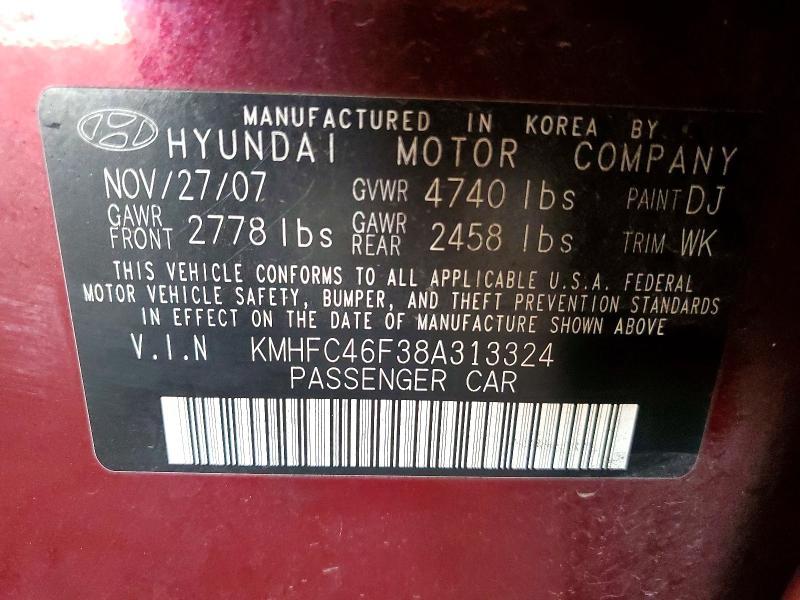 MANUFACTURED IN KOREA BY
HYUNDAI MOTOR COMPANY
NOV/27/07 GVWR 4740 lbs PAINT DJ
GAWR FRONT 2778 lbs GAWR REAR 2458 lbs TRIM WK
THIS VEHICLE CONFORMS TO ALL APPLICABLE U.S.A. FEDERAL
MOTOR VEHICLE SAFETY, BUMPER, AND THEFT PREVENTION STANDARDS
IN EFFECT ON THE DATE OF MANUFACTURE SHOWN ABOVE
V.I.N KMHFC46F38A313324
PASSENGER CAR